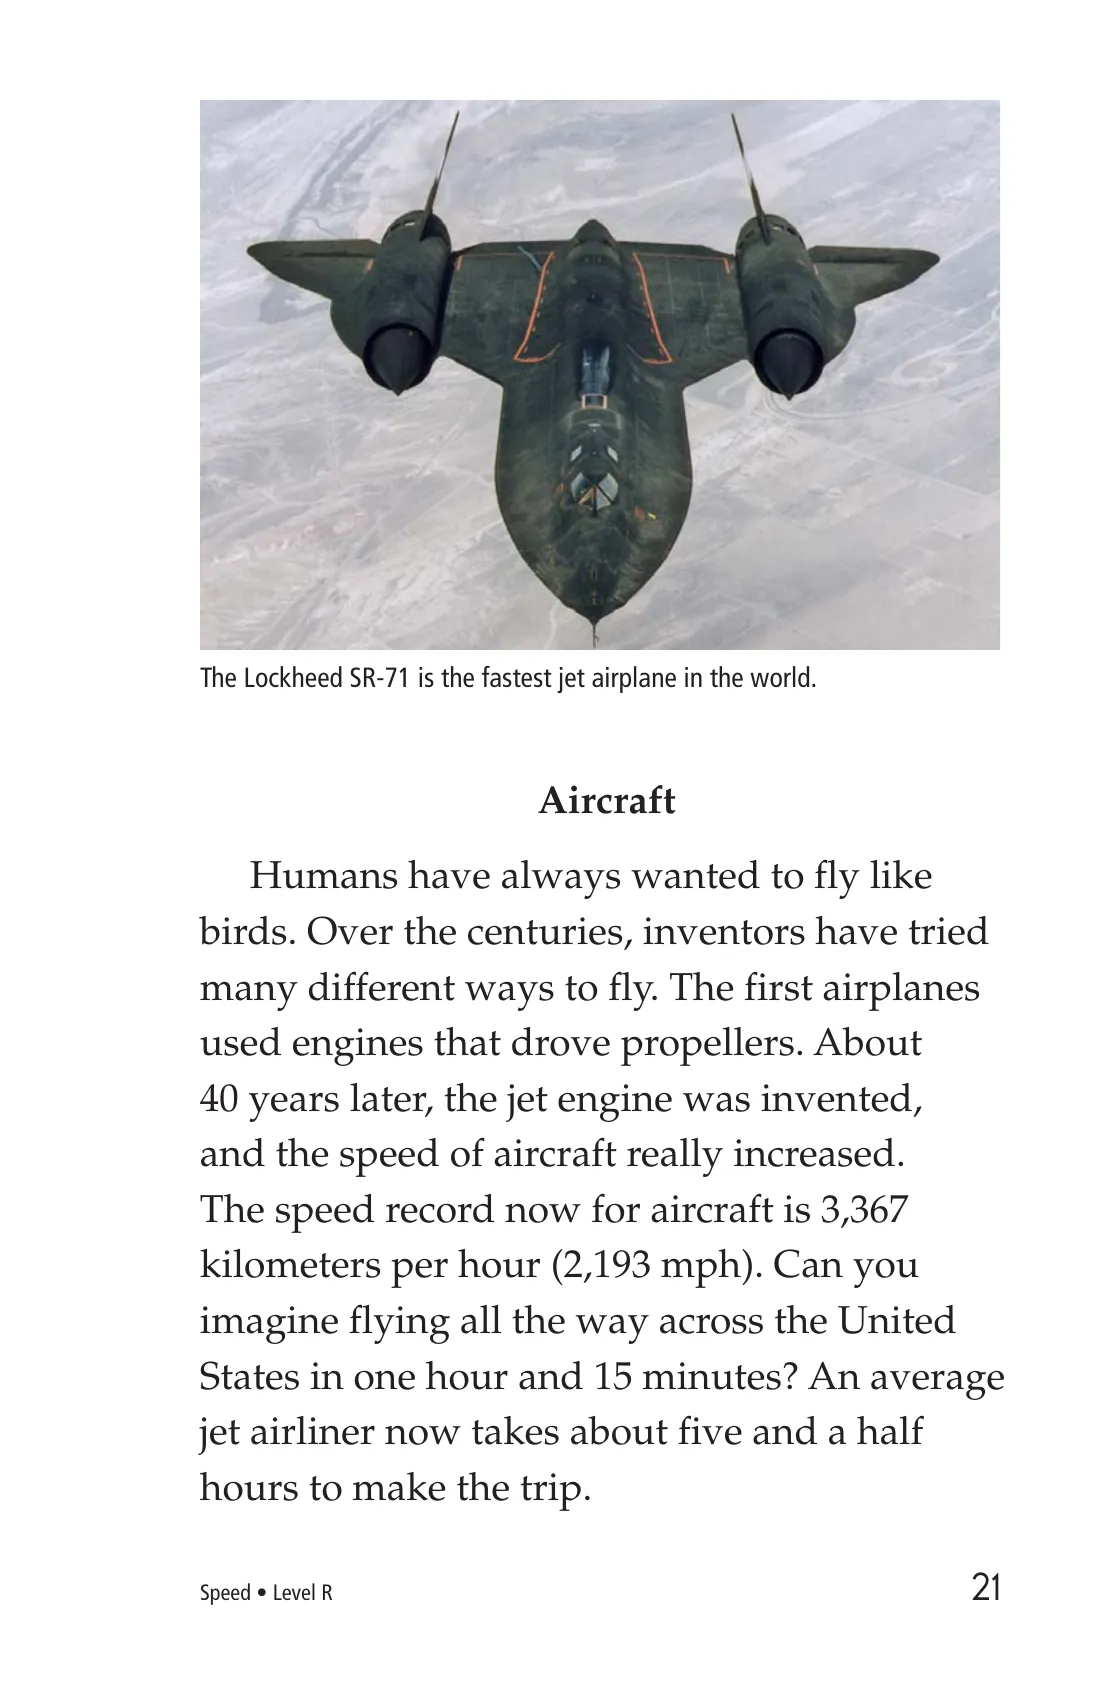 The Lockheed SR-71 is the fastest jet airplane in the world.
Aircraft
Humans have always wanted to fly like
birds. Over the centuries, inventors have tried
many different ways to fly. The first airplanes
used engines that drove propellers. About
40 years later, the jet engine was invented,
and the speed of aircraft really increased.
The speed record now for aircraft is 3,367
kilometers per hour (2,193 mph). Can you
imagine flying all the way across the United
States in one hour and 15 minutes? An average
jet airliner now takes about five and a half
hours to make the trip.
Speed • Level R
21